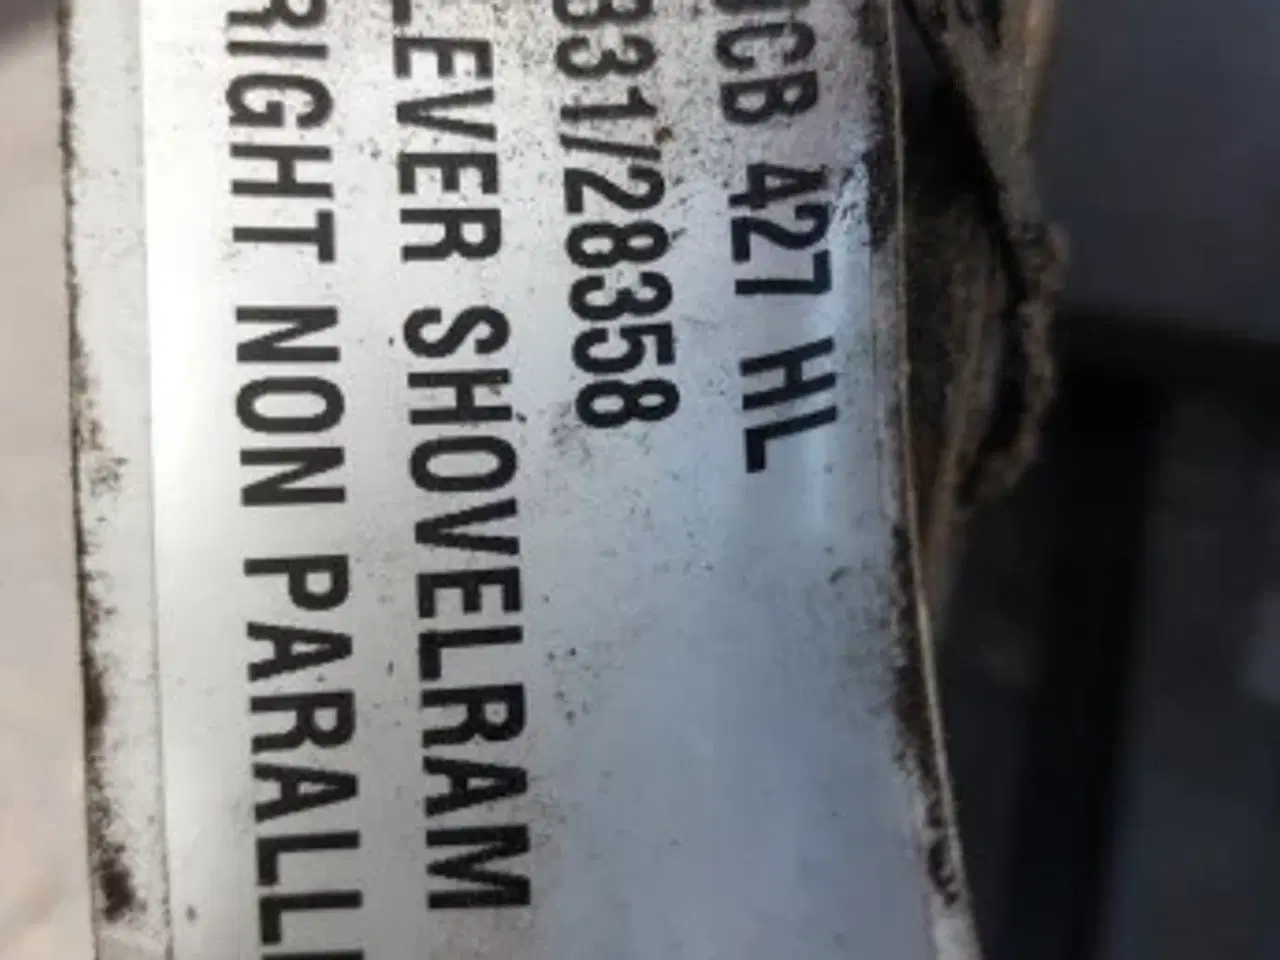 JCB 427 HL
331/28358
LEVER SHOVELRAM
RIGHT NON PARALL